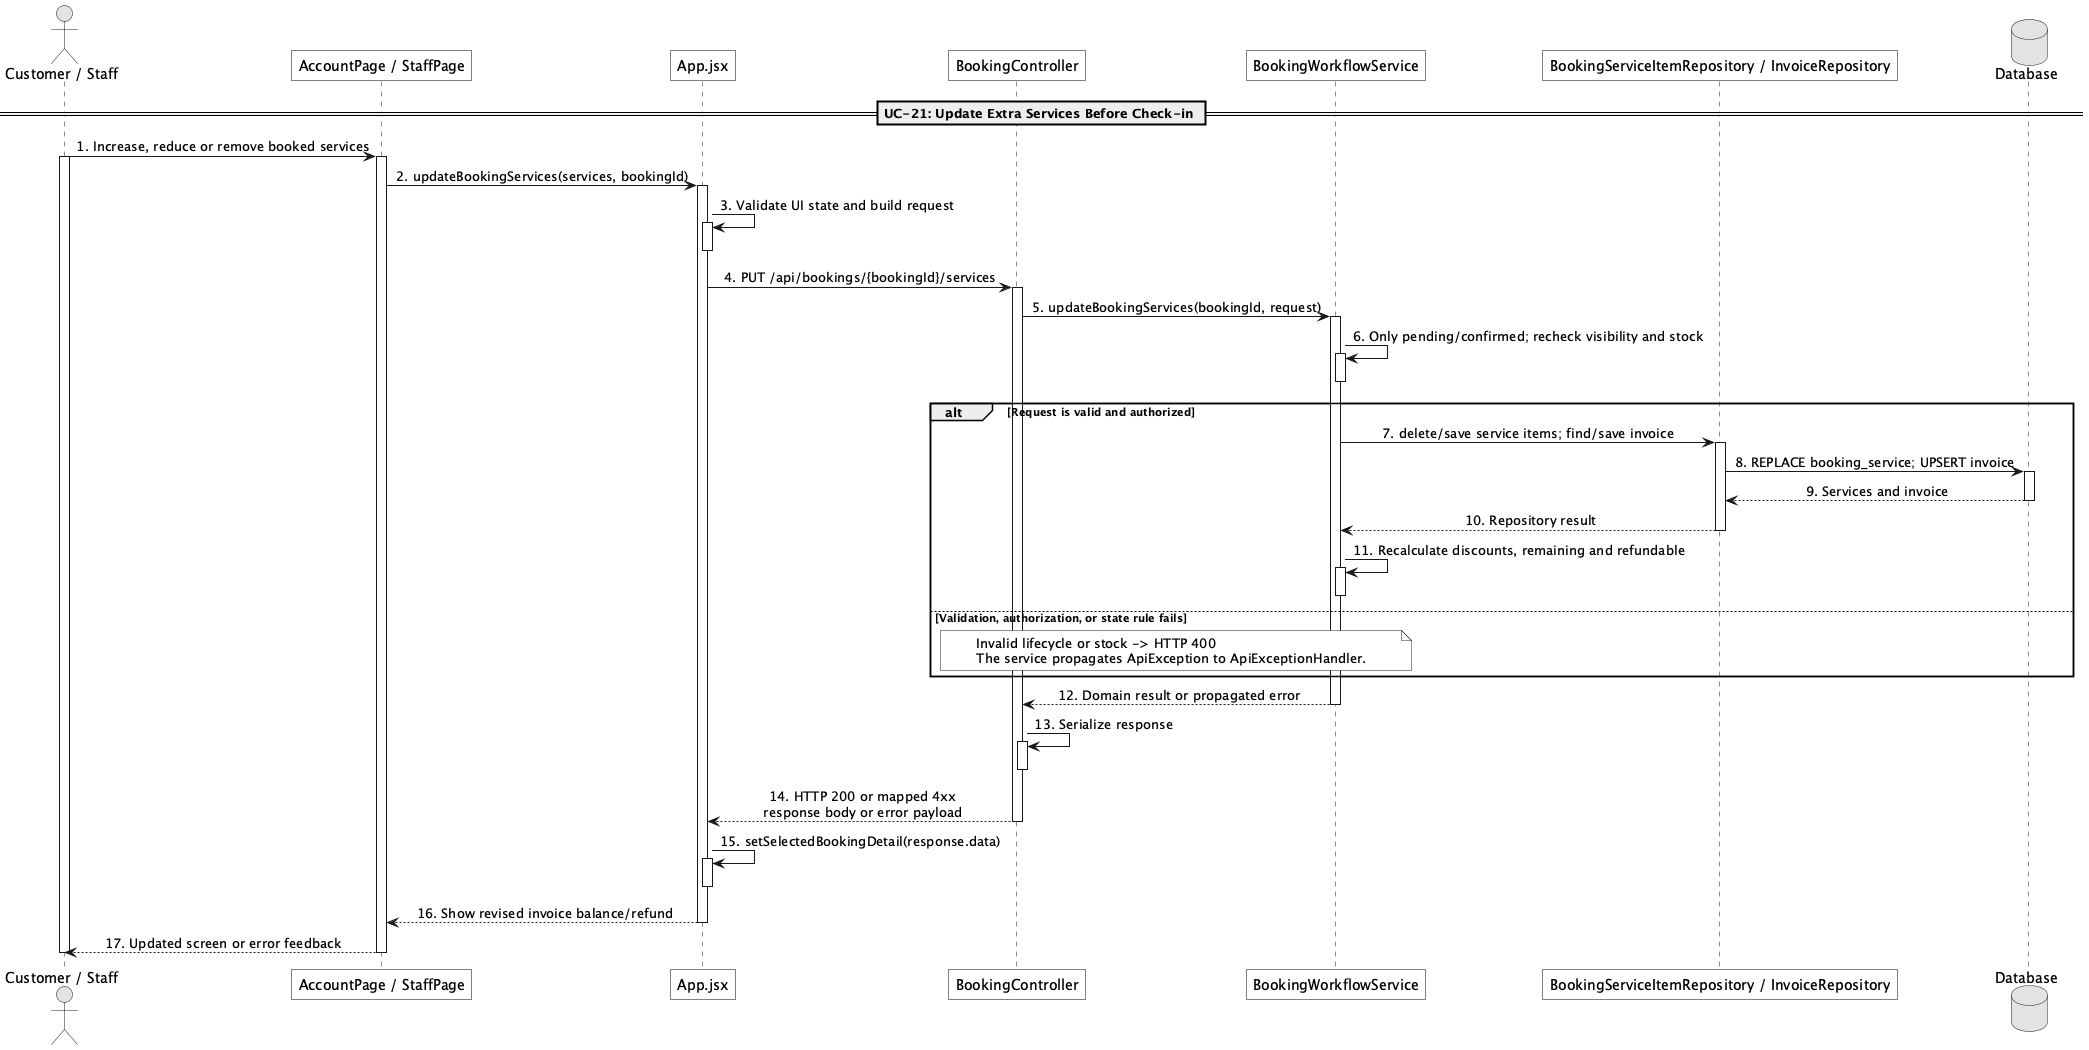 Customer / Staff
AccountPage / StaffPage
App.jsx
BookingController
BookingWorkflowService
BookingServiceItemRepository / InvoiceRepository
Database
UC-21: Update Extra Services Before Check-in
1. Increase, reduce or remove booked services
2. updateBookingServices(services, bookingId)
3. Validate UI state and build request
4. PUT /api/bookings/{bookingId}/services
5. updateBookingServices(bookingId, request)
6. Only pending/confirmed; recheck visibility and stock
alt
[Request is valid and authorized]
7. delete/save service items; find/save invoice
8. REPLACE booking_service; UPSERT invoice
9. Services and invoice
10. Repository result
11. Recalculate discounts, remaining and refundable
[Validation, authorization, or state rule fails]
Invalid lifecycle or stock -> HTTP 400
The service propagates ApiException to ApiExceptionHandler.
12. Domain result or propagated error
13. Serialize response
14. HTTP 200 or mapped 4xx
response body or error payload
15. setSelectedBookingDetail(response.data)
16. Show revised invoice balance/refund
17. Updated screen or error feedback
Customer / Staff
AccountPage / StaffPage
App.jsx
BookingController
BookingWorkflowService
BookingServiceItemRepository / InvoiceRepository
Database